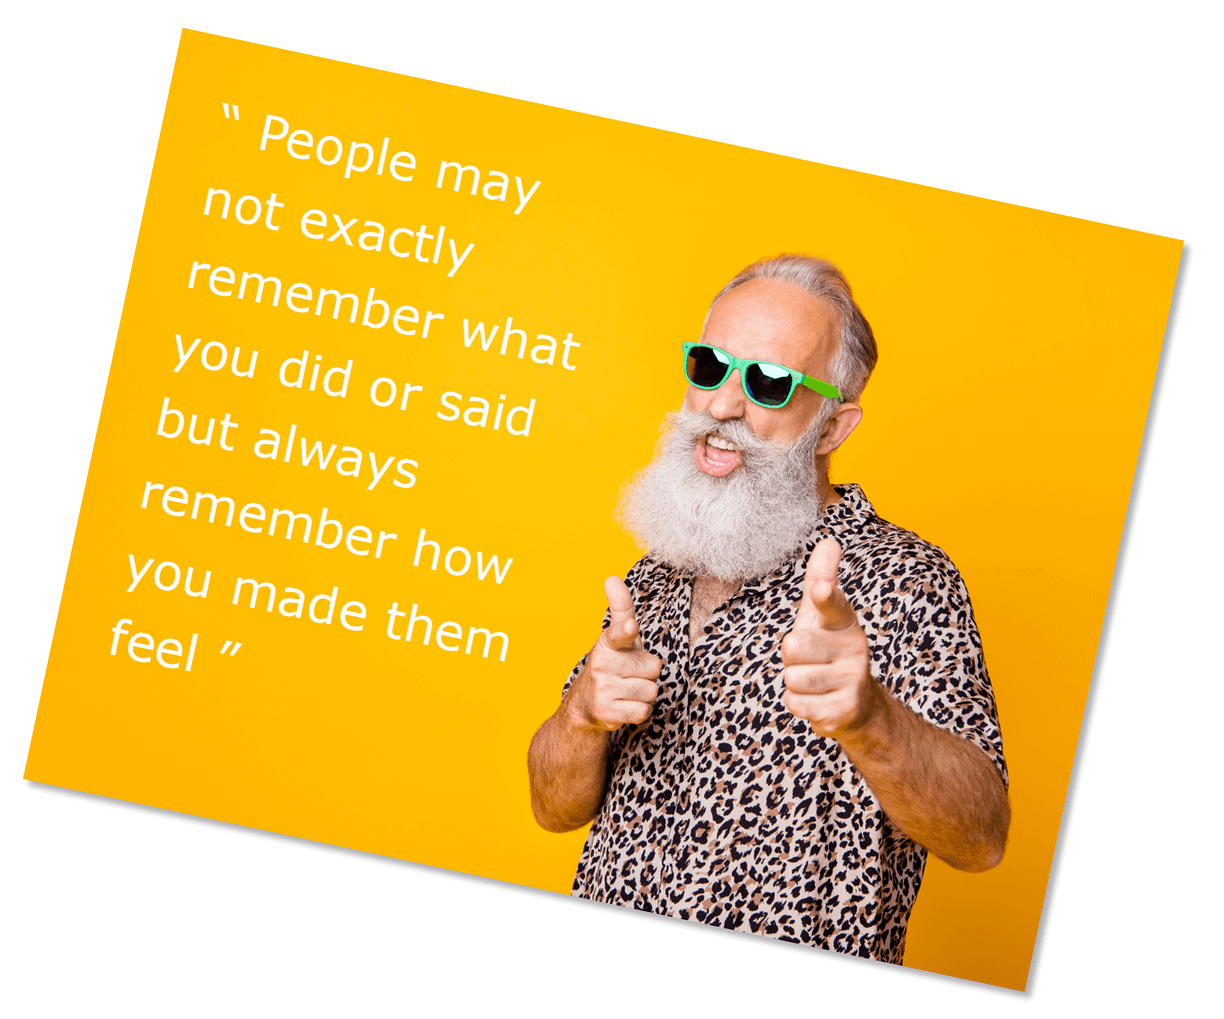 “ People may
not exactly
remember what
you did or said
but always
remember how
you made them
feel ”